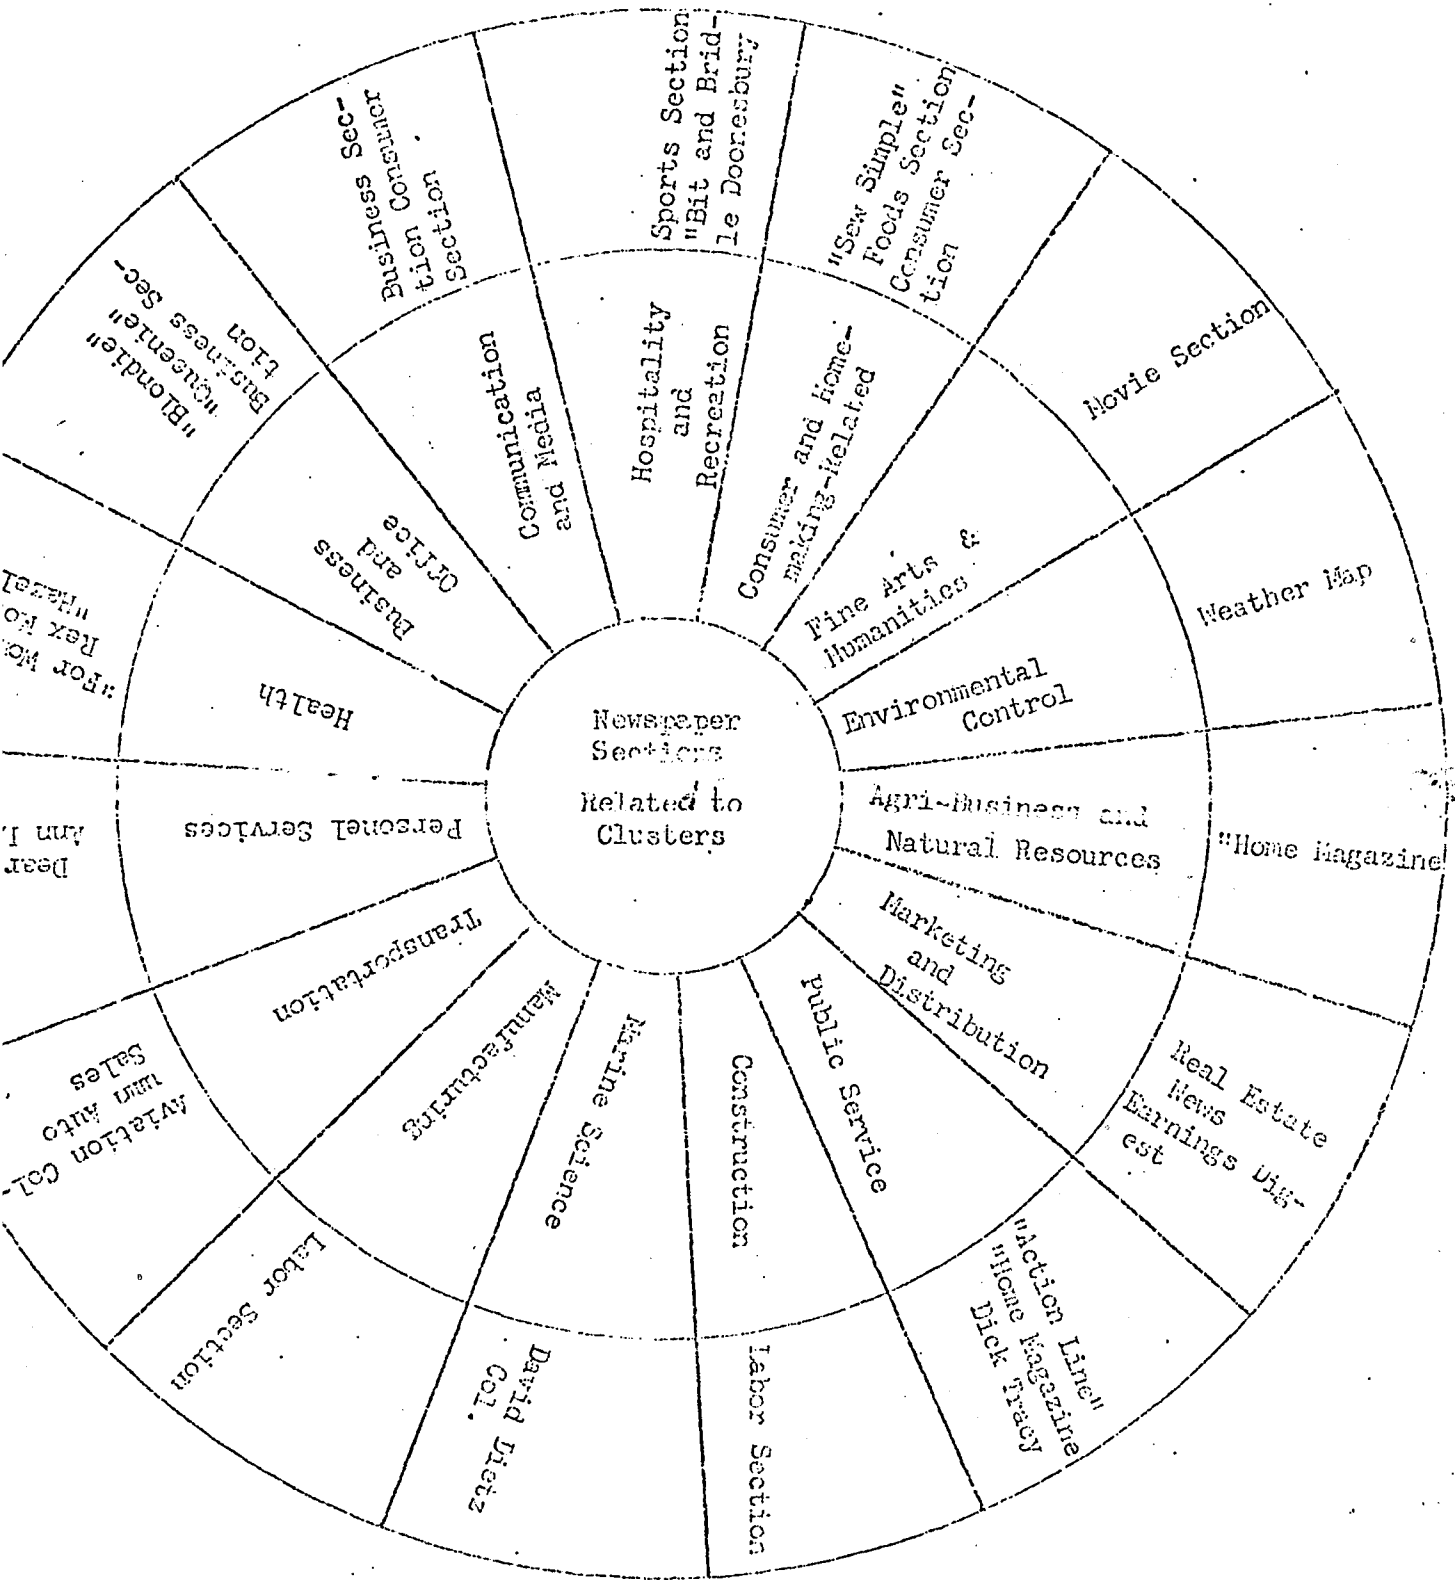 Newspaper
Sections
Related to
Clusters
Hospitality
and
Recreation
Sports Section
"Bit and Brid-
le Doonesbury
Consumer and Home-
making-Related
"Sew Simple"
Foods Section
Consumer Sec-
tion
Fine Arts &
Humanities
Movie Section
Environmental
Control
Weather Map
Agri-Business and
Natural Resources
"Home Magazine
Marketing
and
Distribution
Real Estate
News
Earnings Dig-
est
Public Service
"Action Line"
"Home Magazine
Dick Tracy
Construction
Labor Section
Marine Science
David Dietz
Col.
Manufacturing
Labor Section
Transportation
Aviation Col-
umn Auto
Sales
Personel Services
Dear
Ann
Health
"For
Rex
"Hazel
Business
and
Office
"Blondie"
"Queenie"
Business Sec-
tion
Communication
and Media
Business Sec-
tion Consumer
Section